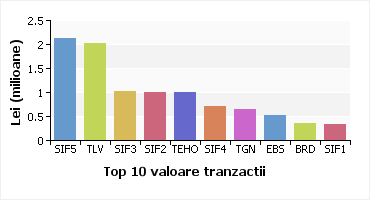 Lei (milioane)
2.5
2
1.5
1
0.5
0
SIF5 TLV SIF3 SIF2 TEHO SIF4 TGN EBS BRD SIF1
Top 10 valoare tranzactii